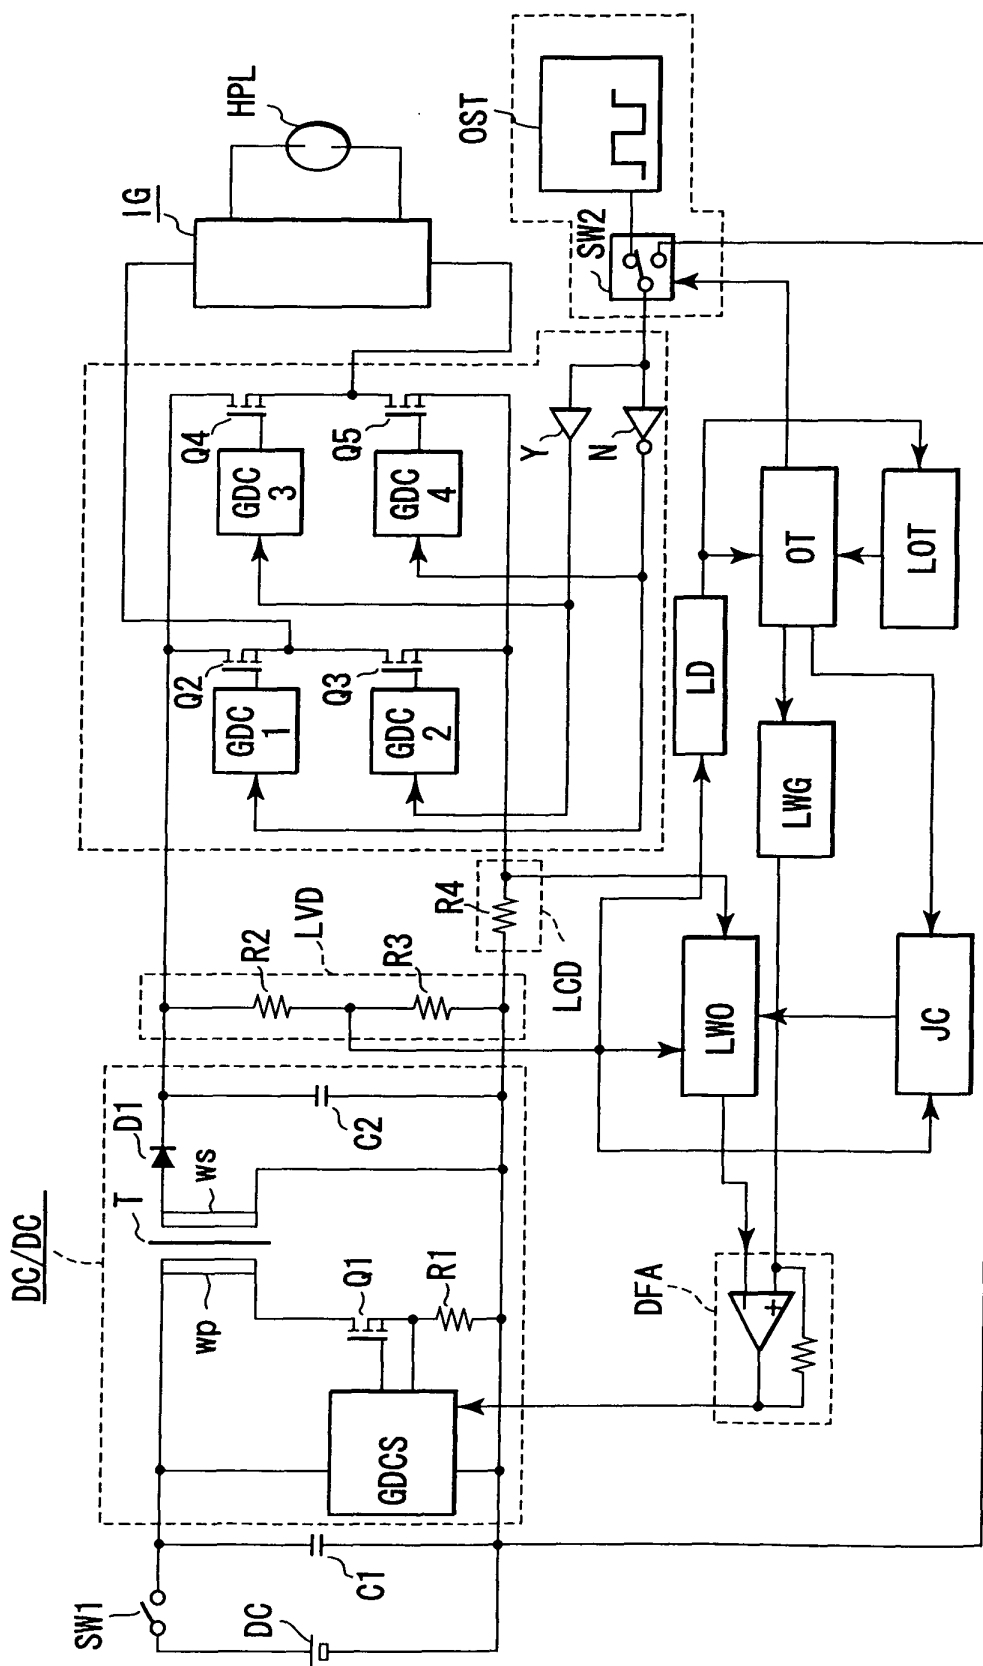 DC/DC
SW1
DC
C1
GDCS
wp
T
ws
D1
Q1
R1
C2
LVD
R2
R3
R4
LCD
Q2
GDC
1
Q3
GDC
2
Q4
GDC
3
Q5
GDC
4
IG
HPL
Y
N
SW2
OST
DFA
−
+
LWO
LWG
LD
OT
LOT
JC